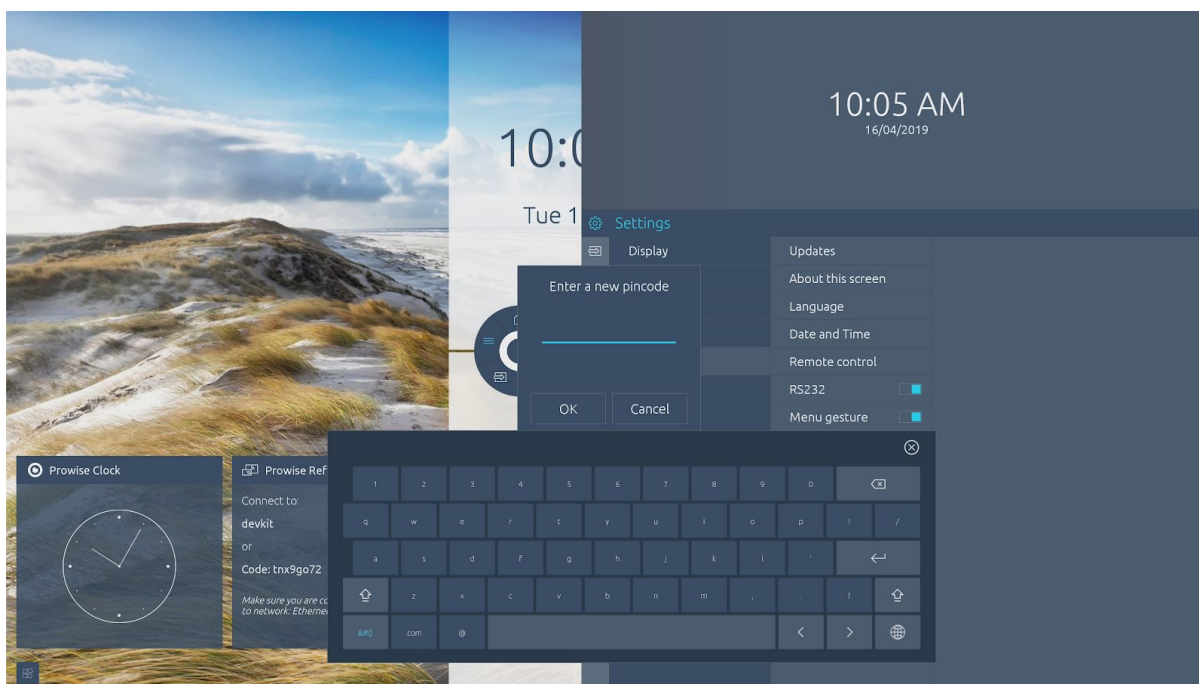 10:05 AM
16/04/2019
10:0
Tue 1
Settings
Display
Updates
About this screen
Language
Date and Time
Remote control
RS232
Menu gesture
Enter a new pincode
OK
Cancel
Prowise Clock
Prowise Ref
Connect to:
devkit
or
Code: tnx9go72
Make sure you are co
to network: Etherne
1 2 3 4 5 6 7 8 9 0
q w e r t y u i o p ! /
a s d f g h j k l '
z x c v b n m , . ?
&#() .com @ < >